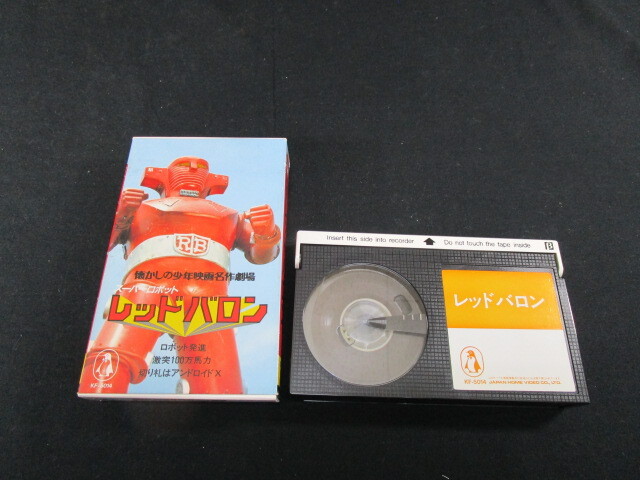 RB
懐かしの少年映画名作劇場
スーパーロボット
レッドバロン
ロボット発進
激突100万馬力
切り札はアンドロイドX
KF-5016
Insert this side into recorder
Do not touch the tape inside
レッドバロン
KF-5016
JAPAN HOME VIDEO CO., LTD.